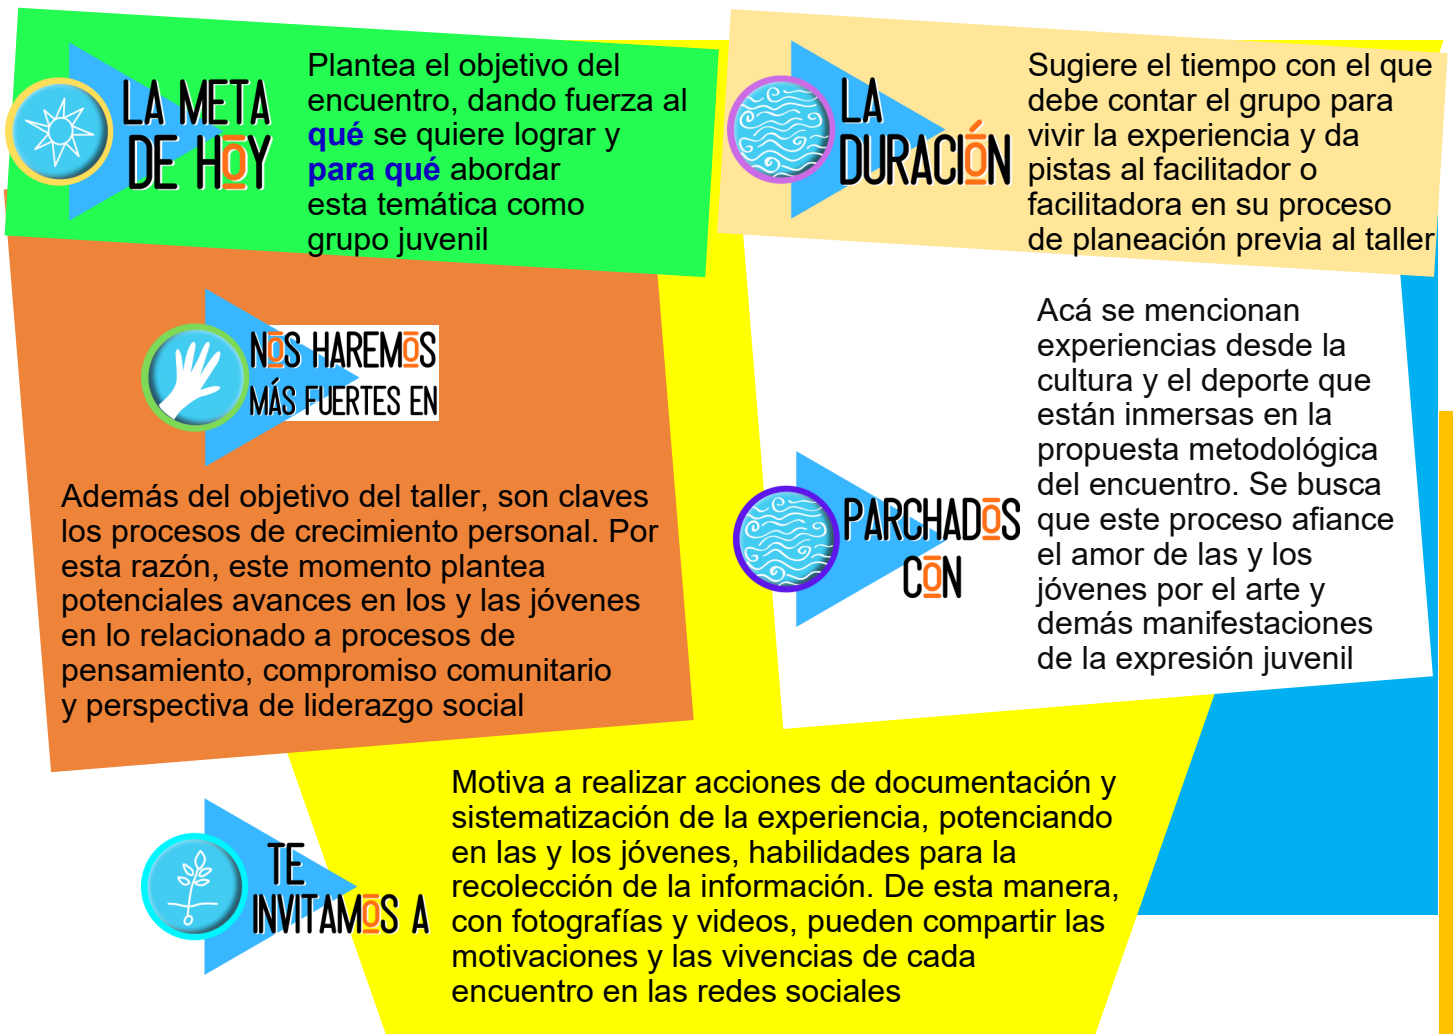 LA META
DE HOY
Plantea el objetivo del
encuentro, dando fuerza al
qué se quiere lograr y
para qué abordar
esta temática como
grupo juvenil
LA
DURACIÓN
Sugiere el tiempo con el que
debe contar el grupo para
vivir la experiencia y da
pistas al facilitador o
facilitadora en su proceso
de planeación previa al taller
NOS HAREMOS
MÁS FUERTES EN
Además del objetivo del taller, son claves
los procesos de crecimiento personal. Por
esta razón, este momento plantea
potenciales avances en los y las jóvenes
en lo relacionado a procesos de
pensamiento, compromiso comunitario
y perspectiva de liderazgo social
PARCHADOS
CON
Acá se mencionan
experiencias desde la
cultura y el deporte que
están inmersas en la
propuesta metodológica
del encuentro. Se busca
que este proceso afiance
el amor de las y los
jóvenes por el arte y
demás manifestaciones
de la expresión juvenil
TE
INVITAMOS A
Motiva a realizar acciones de documentación y
sistematización de la experiencia, potenciando
en las y los jóvenes, habilidades para la
recolección de la información. De esta manera,
con fotografías y videos, pueden compartir las
motivaciones y las vivencias de cada
encuentro en las redes sociales